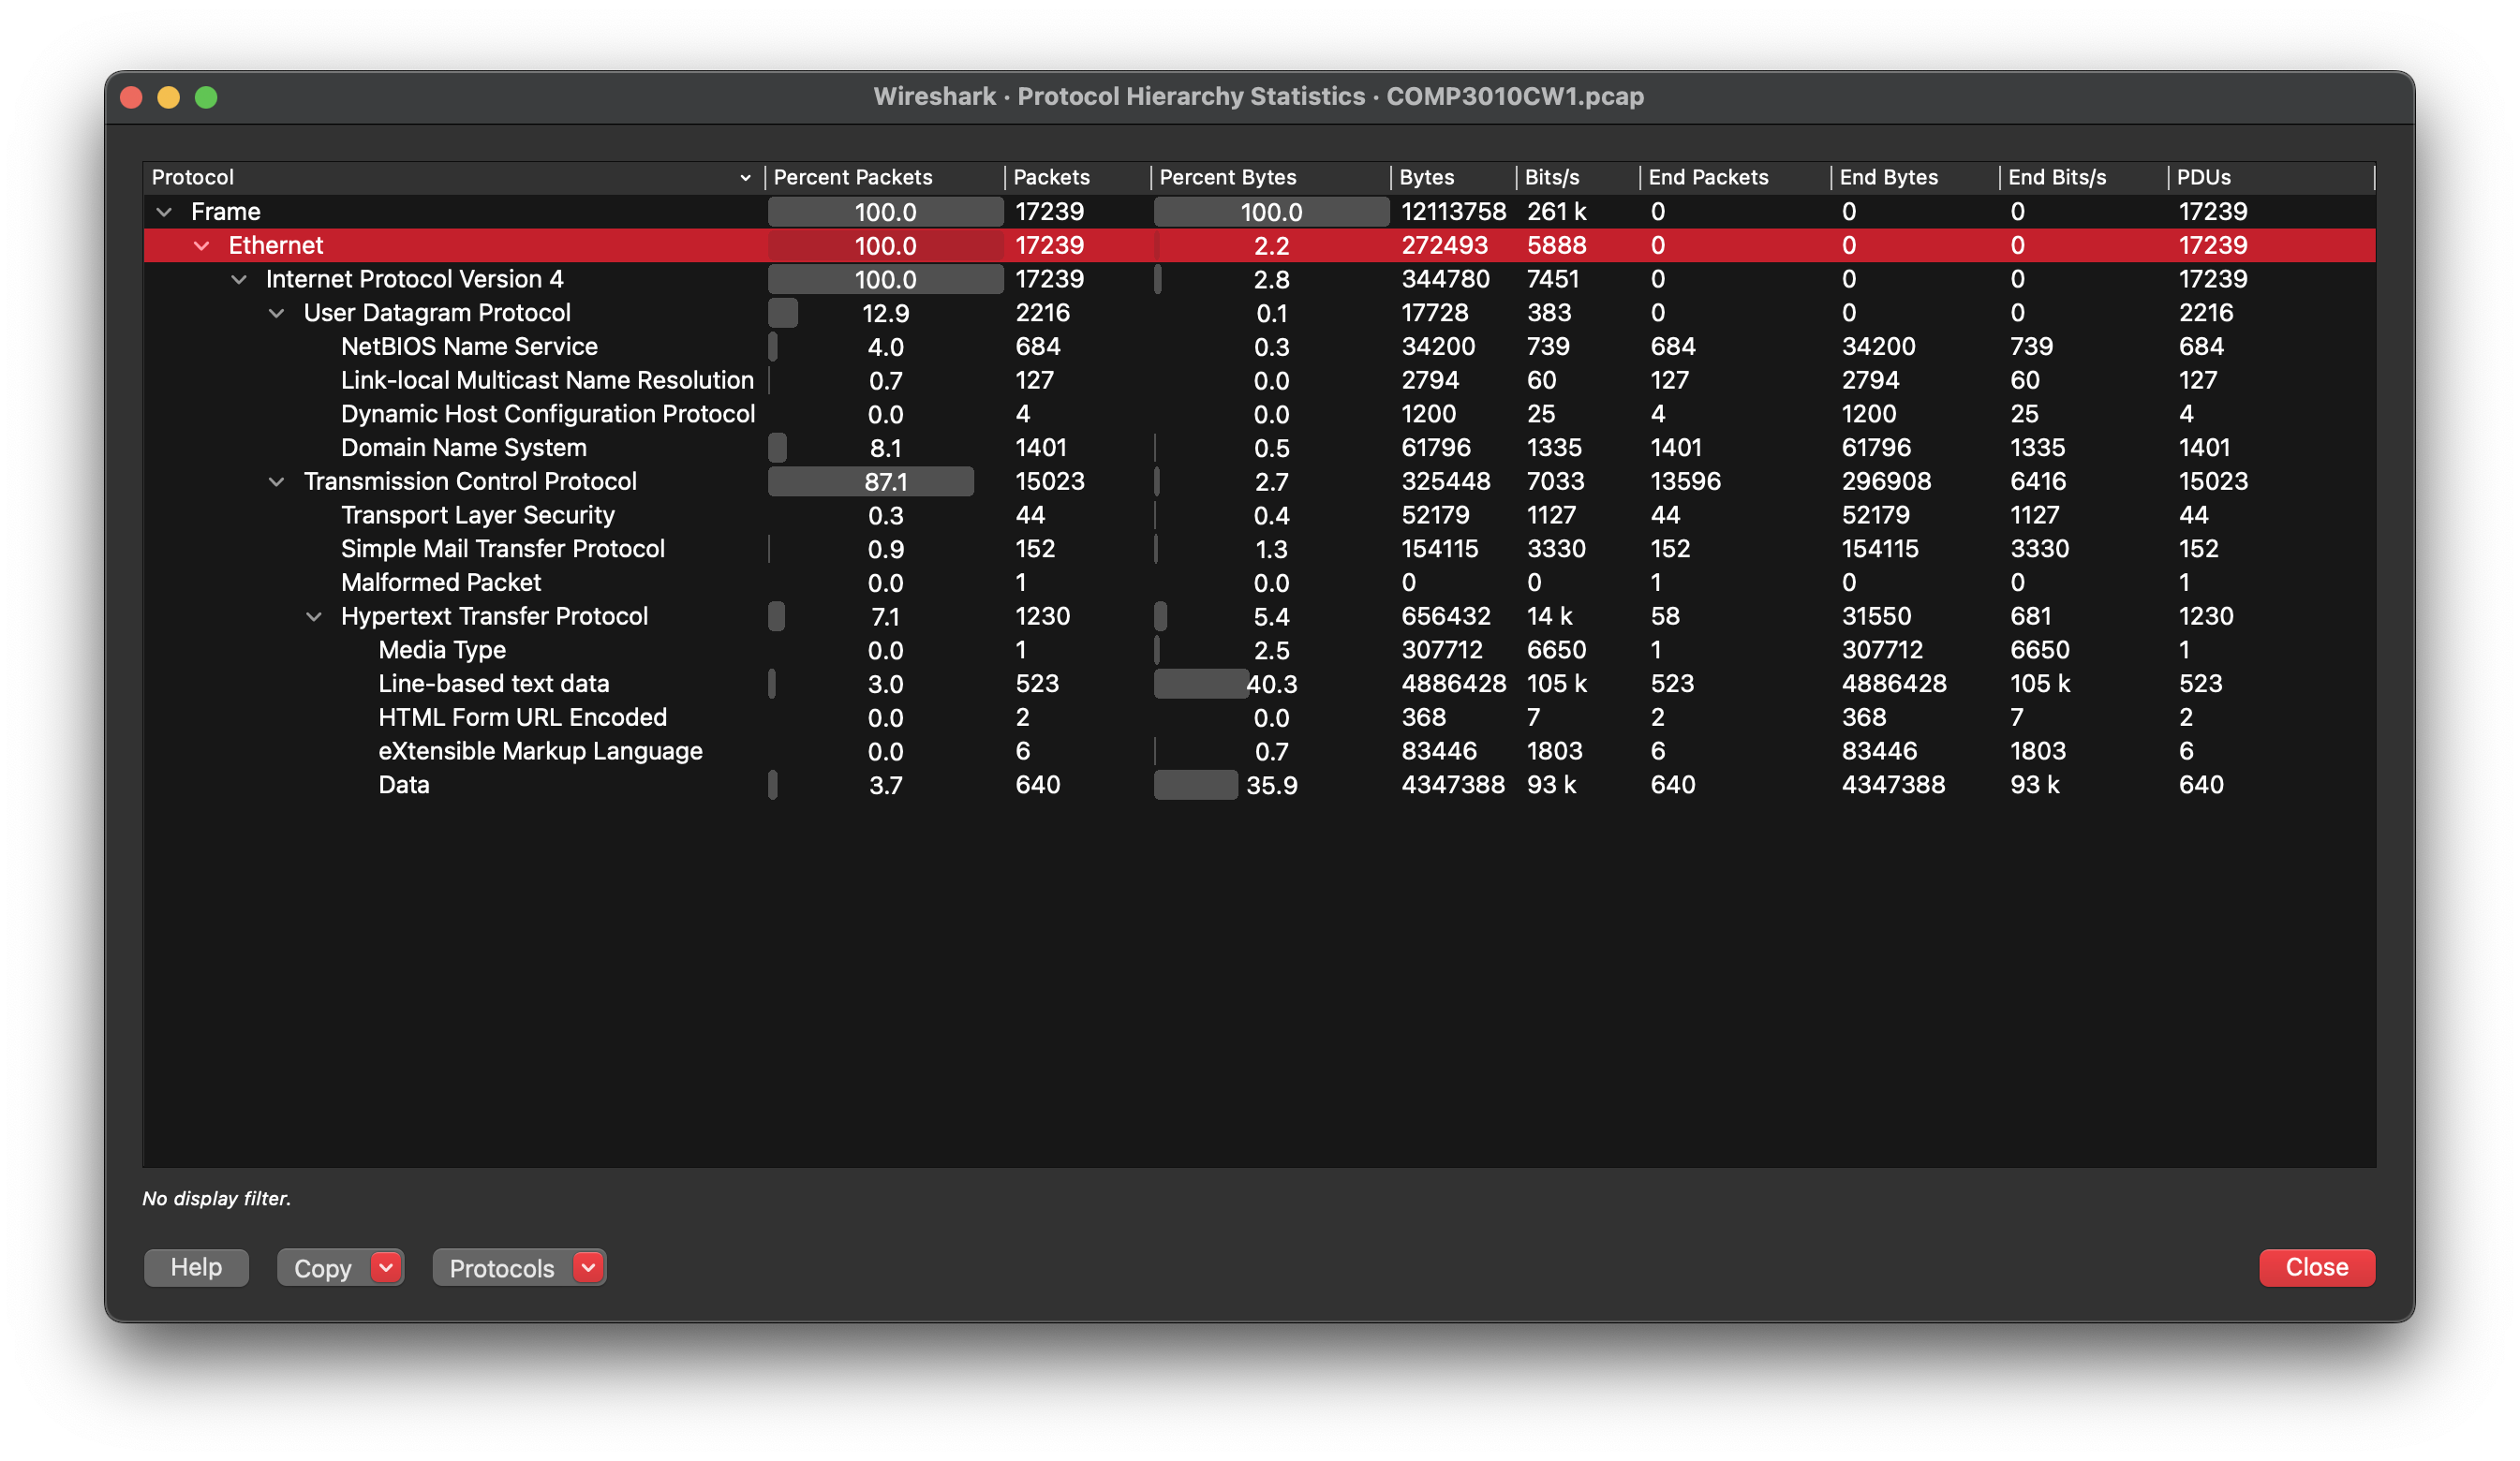 Wireshark · Protocol Hierarchy Statistics · COMP3010CW1.pcap
Protocol Percent Packets Packets Percent Bytes Bytes Bits/s End Packets End Bytes End Bits/s PDUs
Frame 100.0 17239 100.0 12113758 261 k 0 0 0 17239
Ethernet 100.0 17239 2.2 272493 5888 0 0 0 17239
Internet Protocol Version 4 100.0 17239 2.8 344780 7451 0 0 0 17239
User Datagram Protocol 12.9 2216 0.1 17728 383 0 0 0 2216
NetBIOS Name Service 4.0 684 0.3 34200 739 684 34200 739 684
Link-local Multicast Name Resolution 0.7 127 0.0 2794 60 127 2794 60 127
Dynamic Host Configuration Protocol 0.0 4 0.0 1200 25 4 1200 25 4
Domain Name System 8.1 1401 0.5 61796 1335 1401 61796 1335 1401
Transmission Control Protocol 87.1 15023 2.7 325448 7033 13596 296908 6416 15023
Transport Layer Security 0.3 44 0.4 52179 1127 44 52179 1127 44
Simple Mail Transfer Protocol 0.9 152 1.3 154115 3330 152 154115 3330 152
Malformed Packet 0.0 1 0.0 0 0 1 0 0 1
Hypertext Transfer Protocol 7.1 1230 5.4 656432 14 k 58 31550 681 1230
Media Type 0.0 1 2.5 307712 6650 1 307712 6650 1
Line-based text data 3.0 523 40.3 4886428 105 k 523 4886428 105 k 523
HTML Form URL Encoded 0.0 2 0.0 368 7 2 368 7 2
eXtensible Markup Language 0.0 6 0.7 83446 1803 6 83446 1803 6
Data 3.7 640 35.9 4347388 93 k 640 4347388 93 k 640
No display filter.
Help Copy Protocols Close